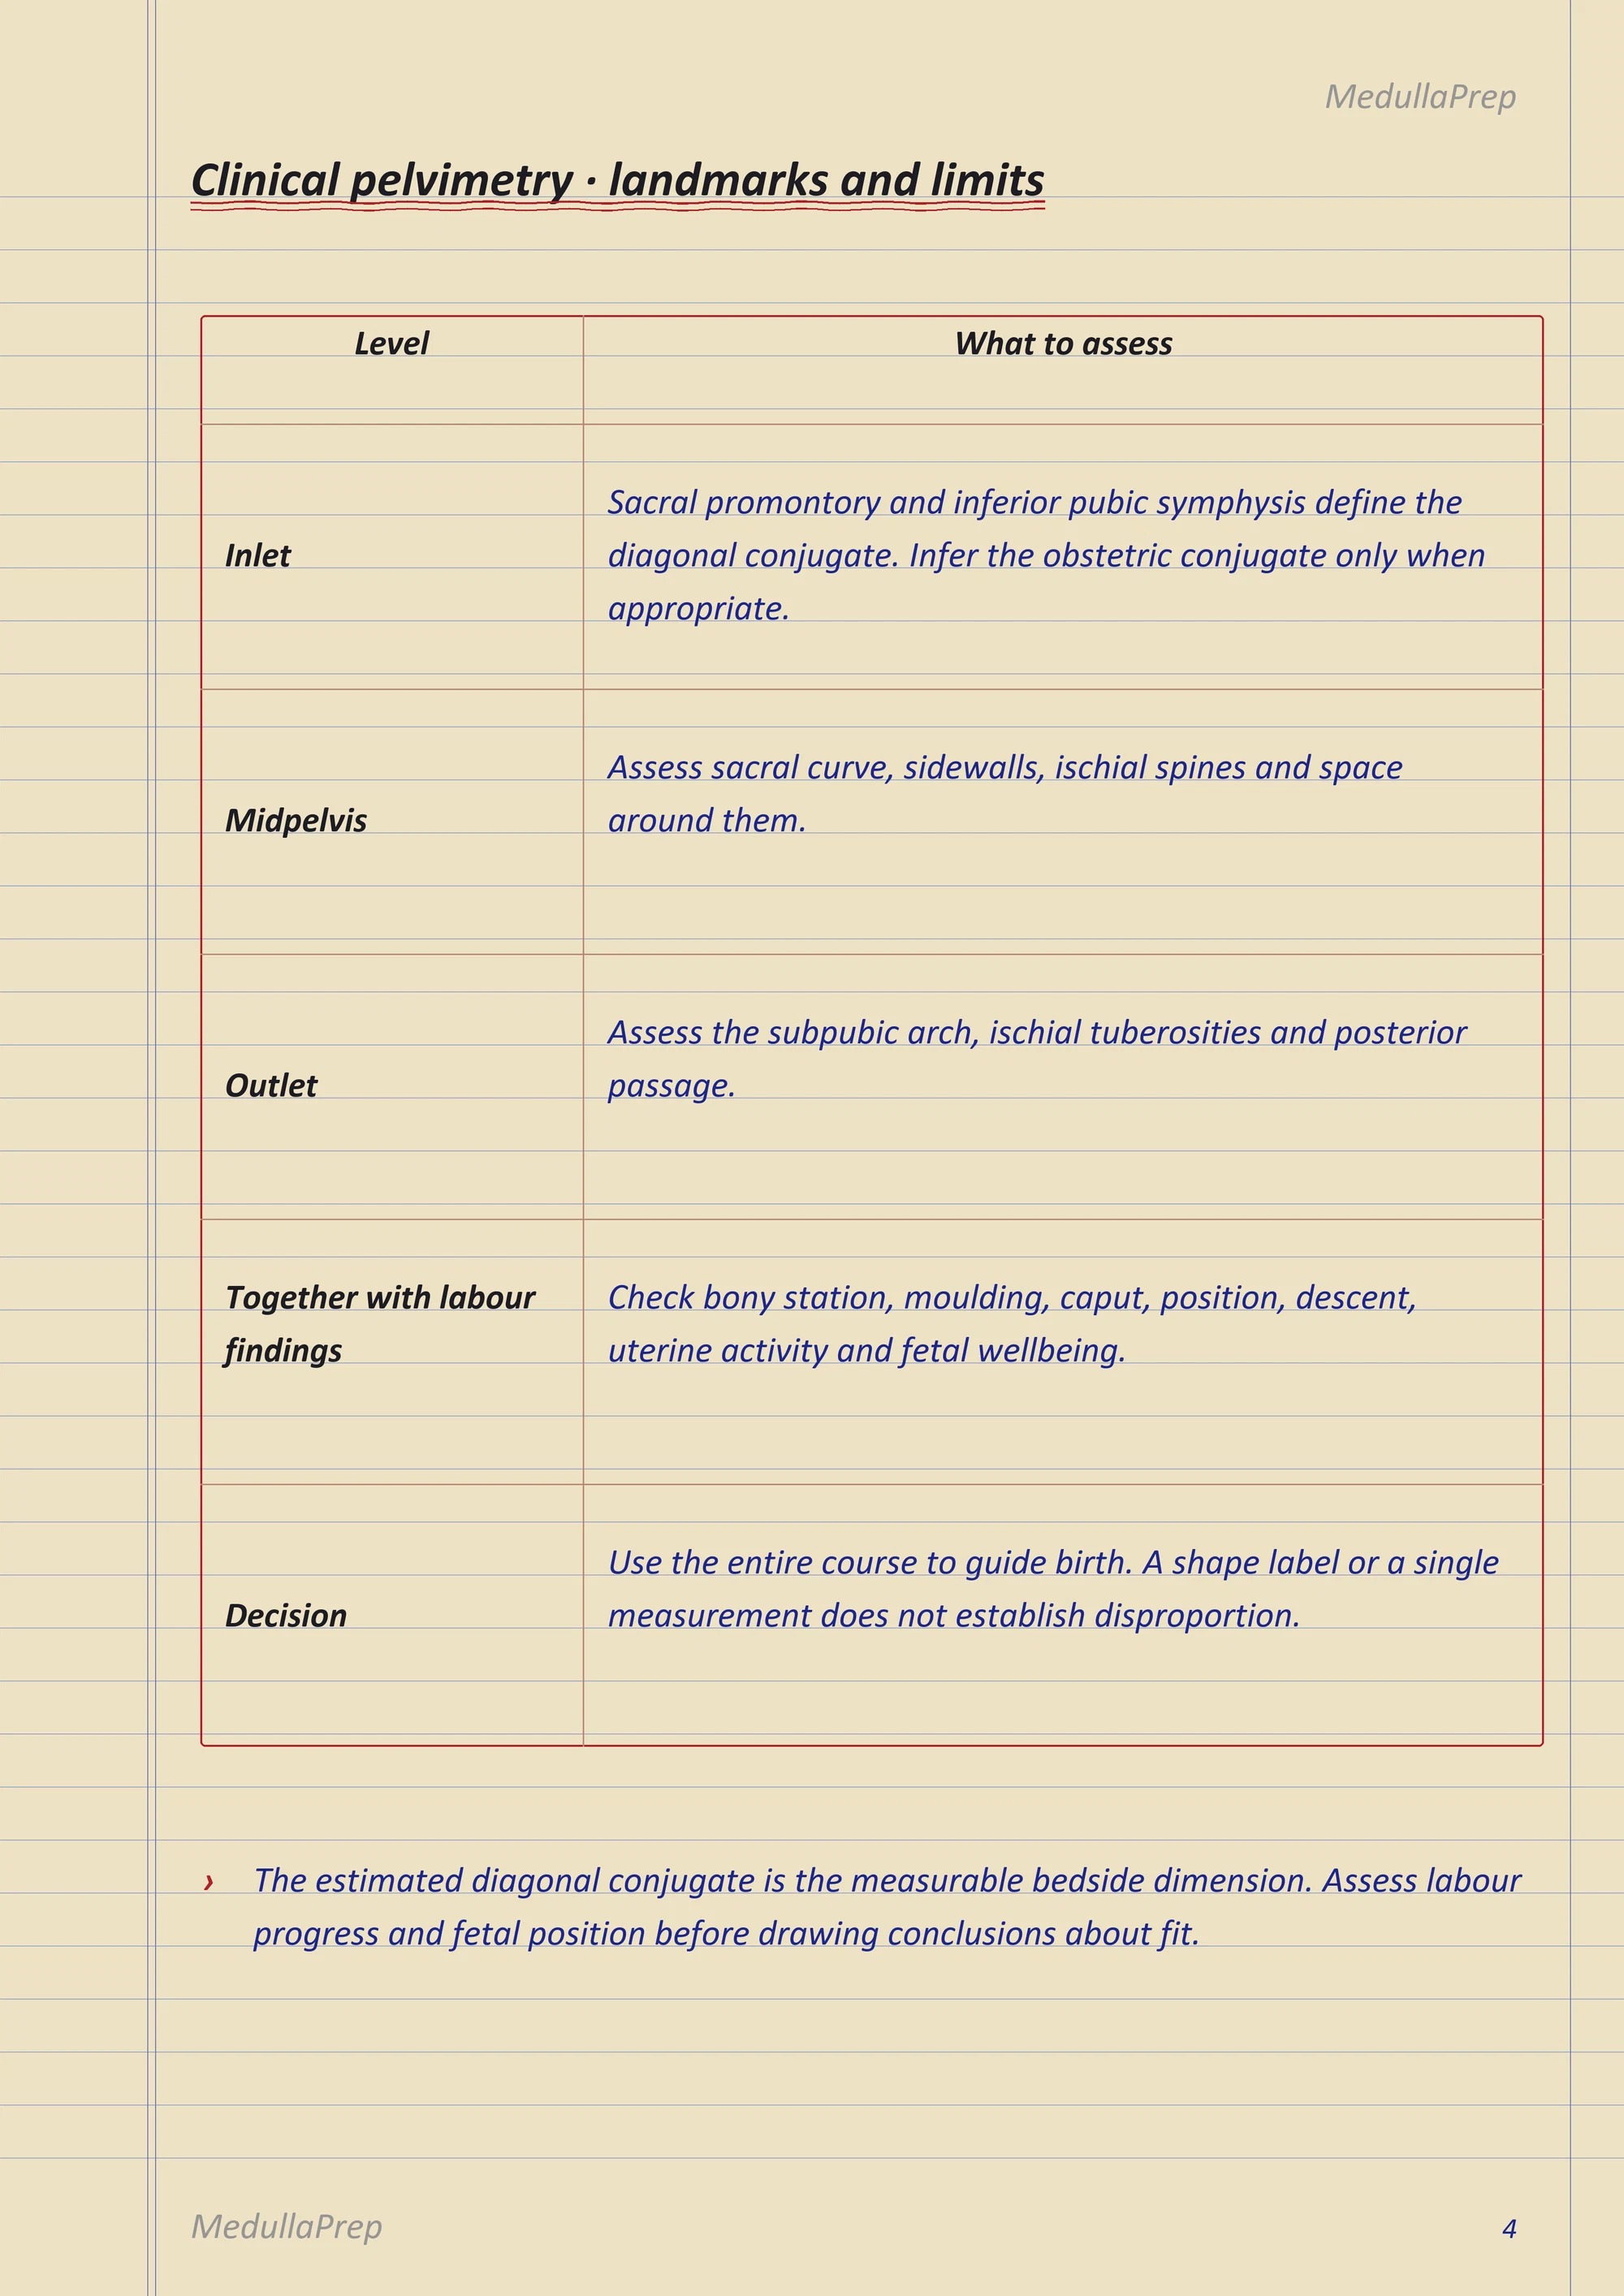 MedullaPrep
Clinical pelvimetry · landmarks and limits
Level
What to assess
Inlet
Sacral promontory and inferior pubic symphysis define the
diagonal conjugate. Infer the obstetric conjugate only when
appropriate.
Midpelvis
Assess sacral curve, sidewalls, ischial spines and space
around them.
Outlet
Assess the subpubic arch, ischial tuberosities and posterior
passage.
Together with labour
findings
Check bony station, moulding, caput, position, descent,
uterine activity and fetal wellbeing.
Decision
Use the entire course to guide birth. A shape label or a single
measurement does not establish disproportion.
› The estimated diagonal conjugate is the measurable bedside dimension. Assess labour
progress and fetal position before drawing conclusions about fit.
MedullaPrep
4